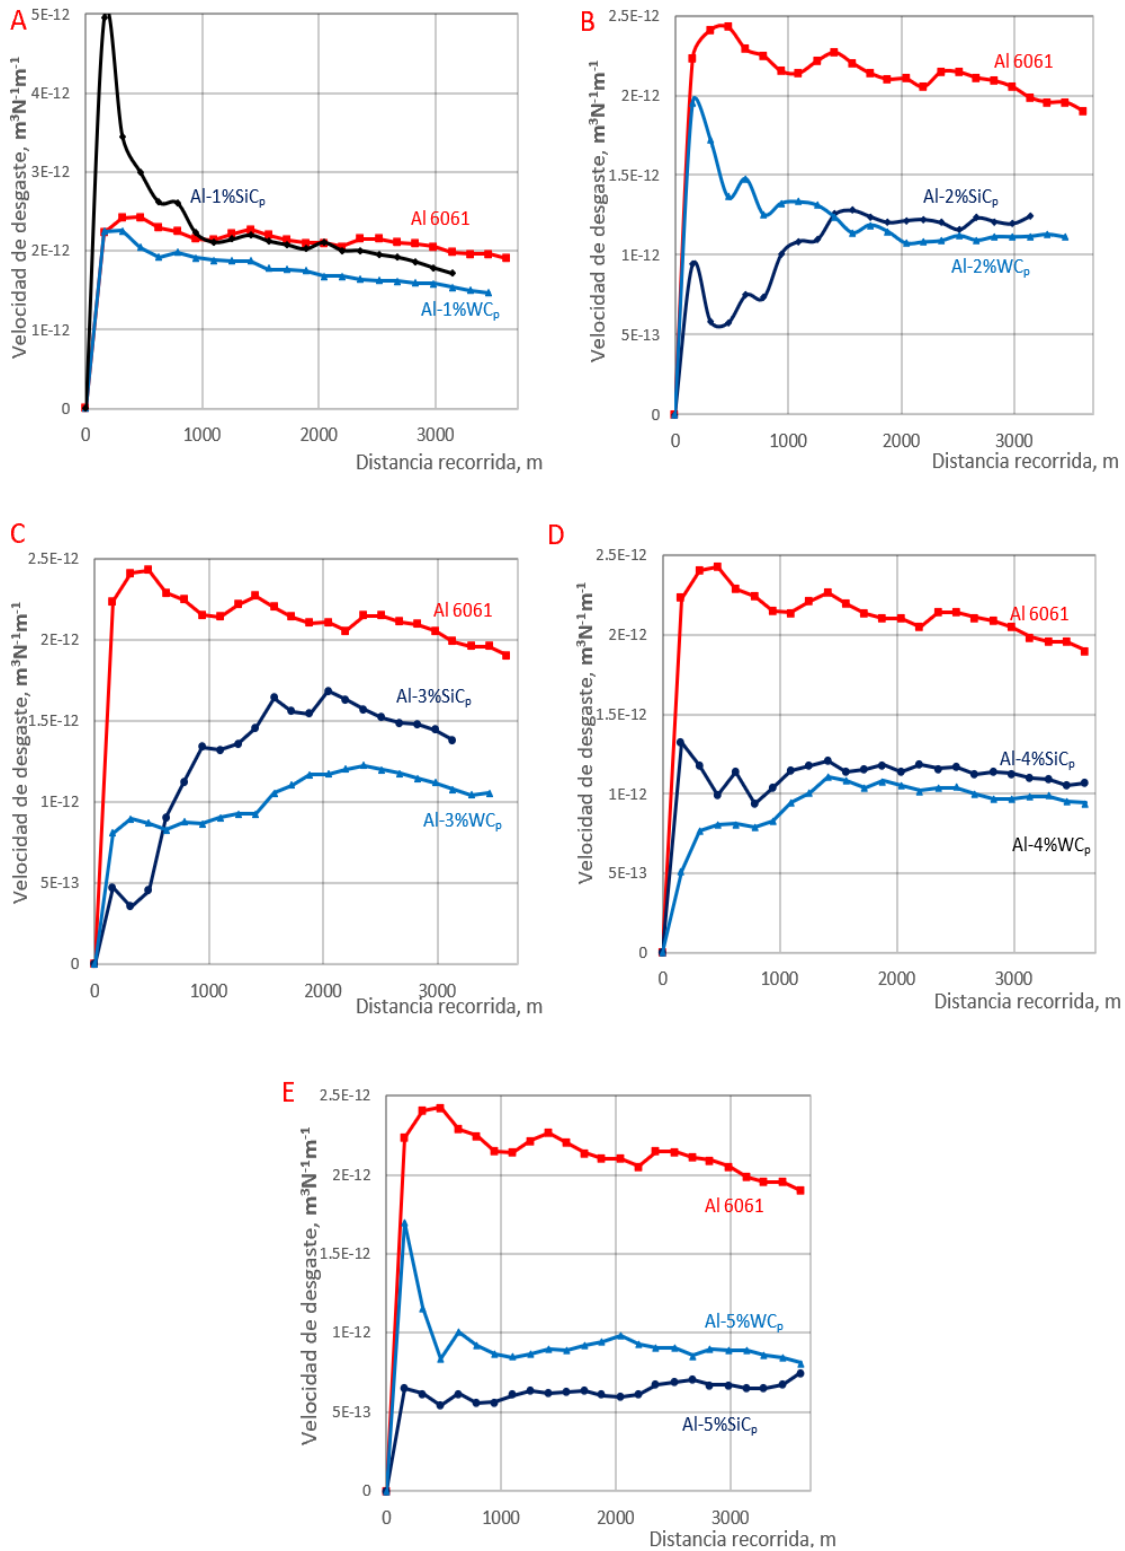 A
Velocidad de desgaste, m³N⁻¹m⁻¹
5E-12
4E-12
3E-12
2E-12
1E-12
0
Al-1%SiCₚ
Al 6061
Al-1%WCₚ
0 1000 2000 3000
Distancia recorrida, m
B
Velocidad de desgaste, m³N⁻¹m⁻¹
2.5E-12
2E-12
1.5E-12
1E-12
5E-13
0
Al 6061
Al-2%SiCₚ
Al-2%WCₚ
0 1000 2000 3000
Distancia recorrida, m
C
Velocidad de desgaste, m³N⁻¹m⁻¹
2.5E-12
2E-12
1.5E-12
1E-12
5E-13
0
Al 6061
Al-3%SiCₚ
Al-3%WCₚ
0 1000 2000 3000
Distancia recorrida, m
D
Velocidad de desgaste, m³N⁻¹m⁻¹
2.5E-12
2E-12
1.5E-12
1E-12
5E-13
0
Al 6061
Al-4%SiCₚ
Al-4%WCₚ
0 1000 2000 3000
Distancia recorrida, m
E
Velocidad de desgaste, m³N⁻¹m⁻¹
2.5E-12
2E-12
1.5E-12
1E-12
5E-13
0
Al 6061
Al-5%WCₚ
Al-5%SiCₚ
0 1000 2000 3000
Distancia recorrida, m